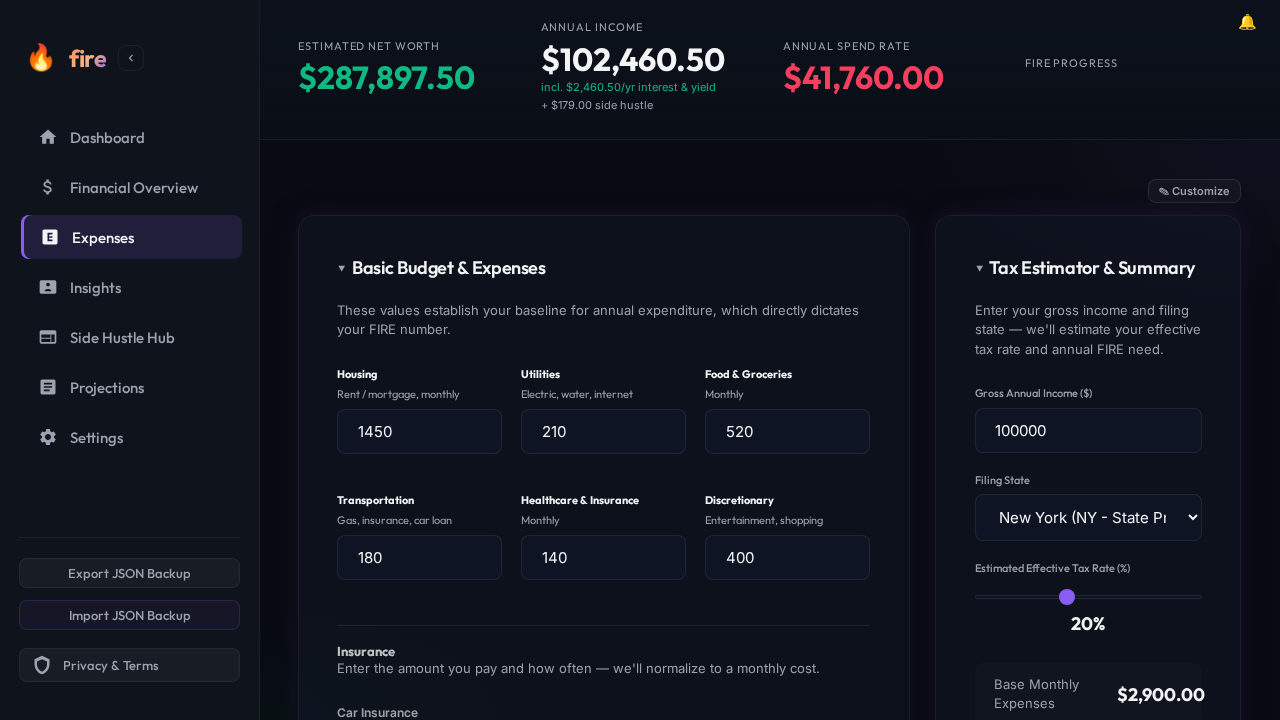 fire
Dashboard
Financial Overview
Expenses
Insights
Side Hustle Hub
Projections
Settings
Export JSON Backup
Import JSON Backup
Privacy & Terms
ESTIMATED NET WORTH
$287,897.50
ANNUAL INCOME
$102,460.50
incl. $2,460.50/yr interest & yield
+ $179.00 side hustle
ANNUAL SPEND RATE
$41,760.00
FIRE PROGRESS
Customize
Basic Budget & Expenses
These values establish your baseline for annual expenditure, which directly dictates
your FIRE number.
Housing
Rent / mortgage, monthly
1450
Utilities
Electric, water, internet
210
Food & Groceries
Monthly
520
Transportation
Gas, insurance, car loan
180
Healthcare & Insurance
Monthly
140
Discretionary
Entertainment, shopping
400
Insurance
Enter the amount you pay and how often — we'll normalize to a monthly cost.
Car Insurance
Tax Estimator & Summary
Enter your gross income and filing
state — we'll estimate your effective
tax rate and annual FIRE need.
Gross Annual Income ($)
100000
Filing State
New York (NY - State Pr
Estimated Effective Tax Rate (%)
20%
Base Monthly
Expenses
$2,900.00